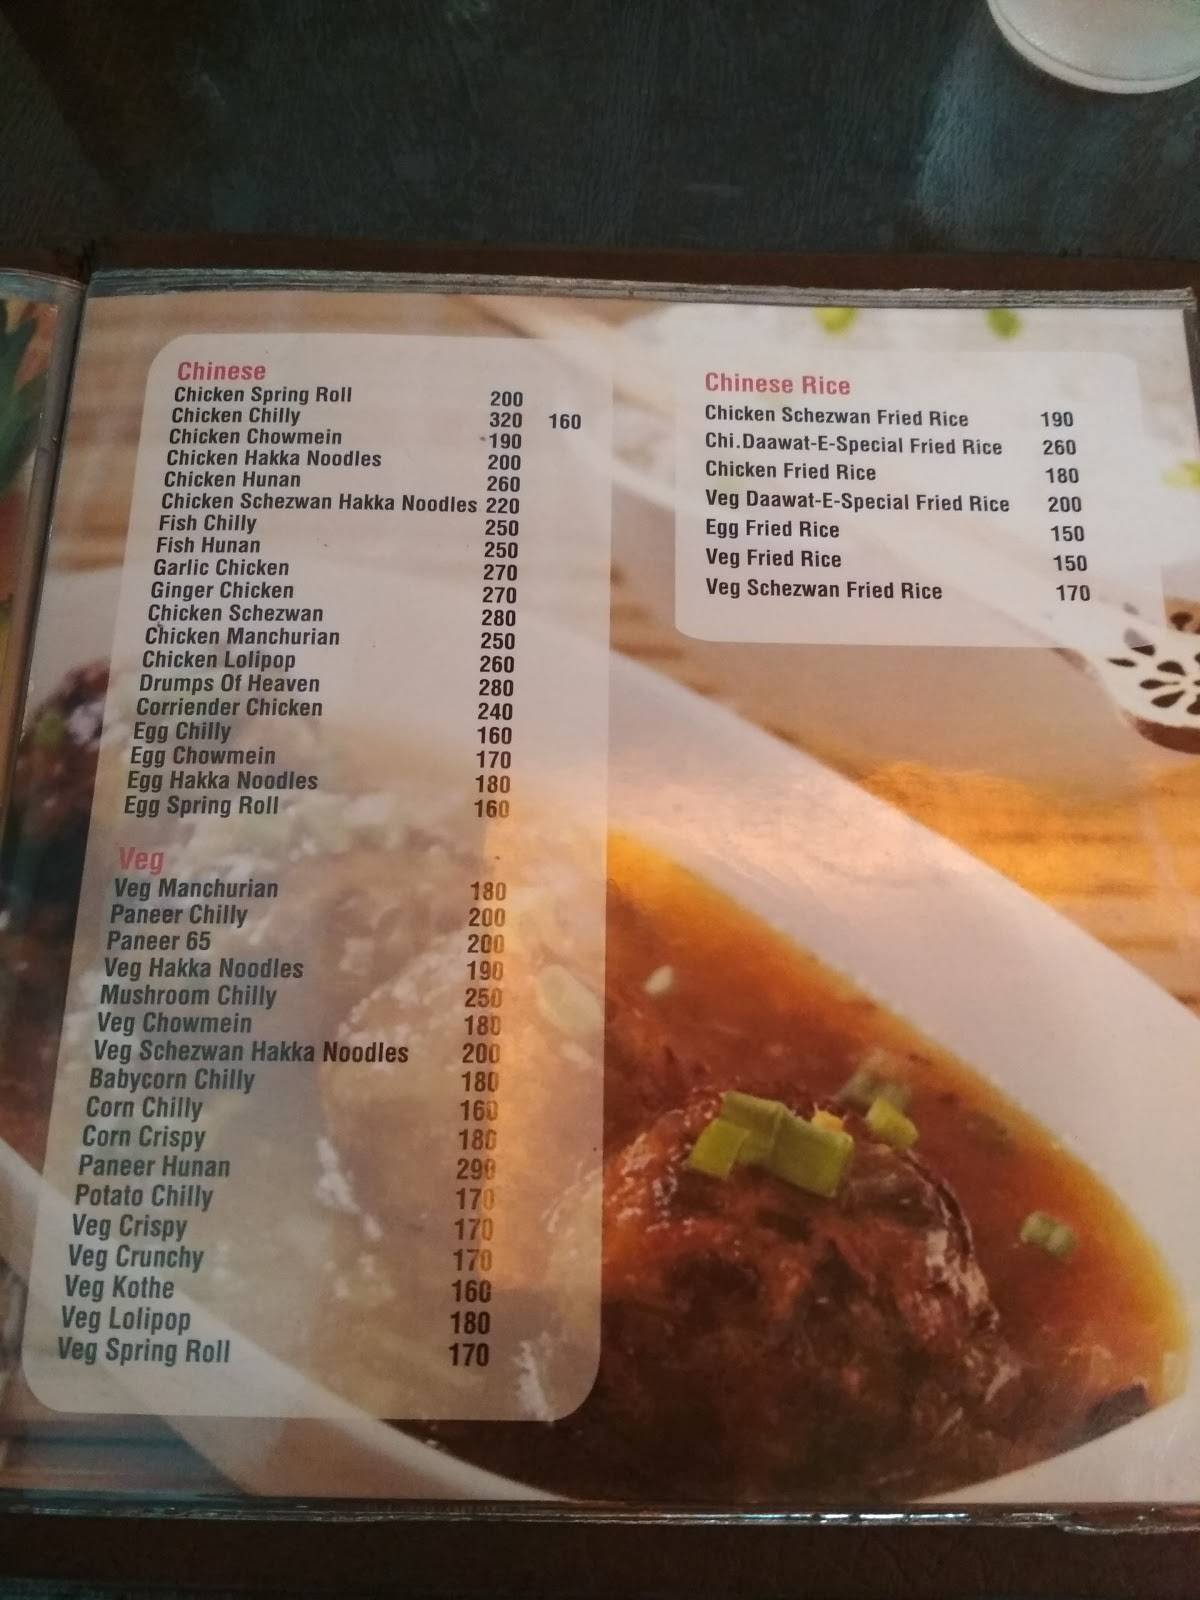 Chinese
Chicken Spring Roll 200
Chicken Chilly 320 160
Chicken Chowmein 190
Chicken Hakka Noodles 200
Chicken Hunan 260
Chicken Schezwan Hakka Noodles 220
Fish Chilly 250
Fish Hunan 250
Garlic Chicken 270
Ginger Chicken 270
Chicken Schezwan 280
Chicken Manchurian 250
Chicken Lolipop 260
Drumps Of Heaven 280
Corriender Chicken 240
Egg Chilly 160
Egg Chowmein 170
Egg Hakka Noodles 180
Egg Spring Roll 160
Veg
Veg Manchurian 180
Paneer Chilly 200
Paneer 65 200
Veg Hakka Noodles 190
Mushroom Chilly 250
Veg Chowmein 180
Veg Schezwan Hakka Noodles 200
Babycorn Chilly 180
Corn Chilly 160
Corn Crispy 180
Paneer Hunan 290
Potato Chilly 170
Veg Crispy 170
Veg Crunchy 170
Veg Kothe 160
Veg Lolipop 180
Veg Spring Roll 170
Chinese Rice
Chicken Schezwan Fried Rice 190
Chi.Daawat-E-Special Fried Rice 260
Chicken Fried Rice 180
Veg Daawat-E-Special Fried Rice 200
Egg Fried Rice 150
Veg Fried Rice 150
Veg Schezwan Fried Rice 170